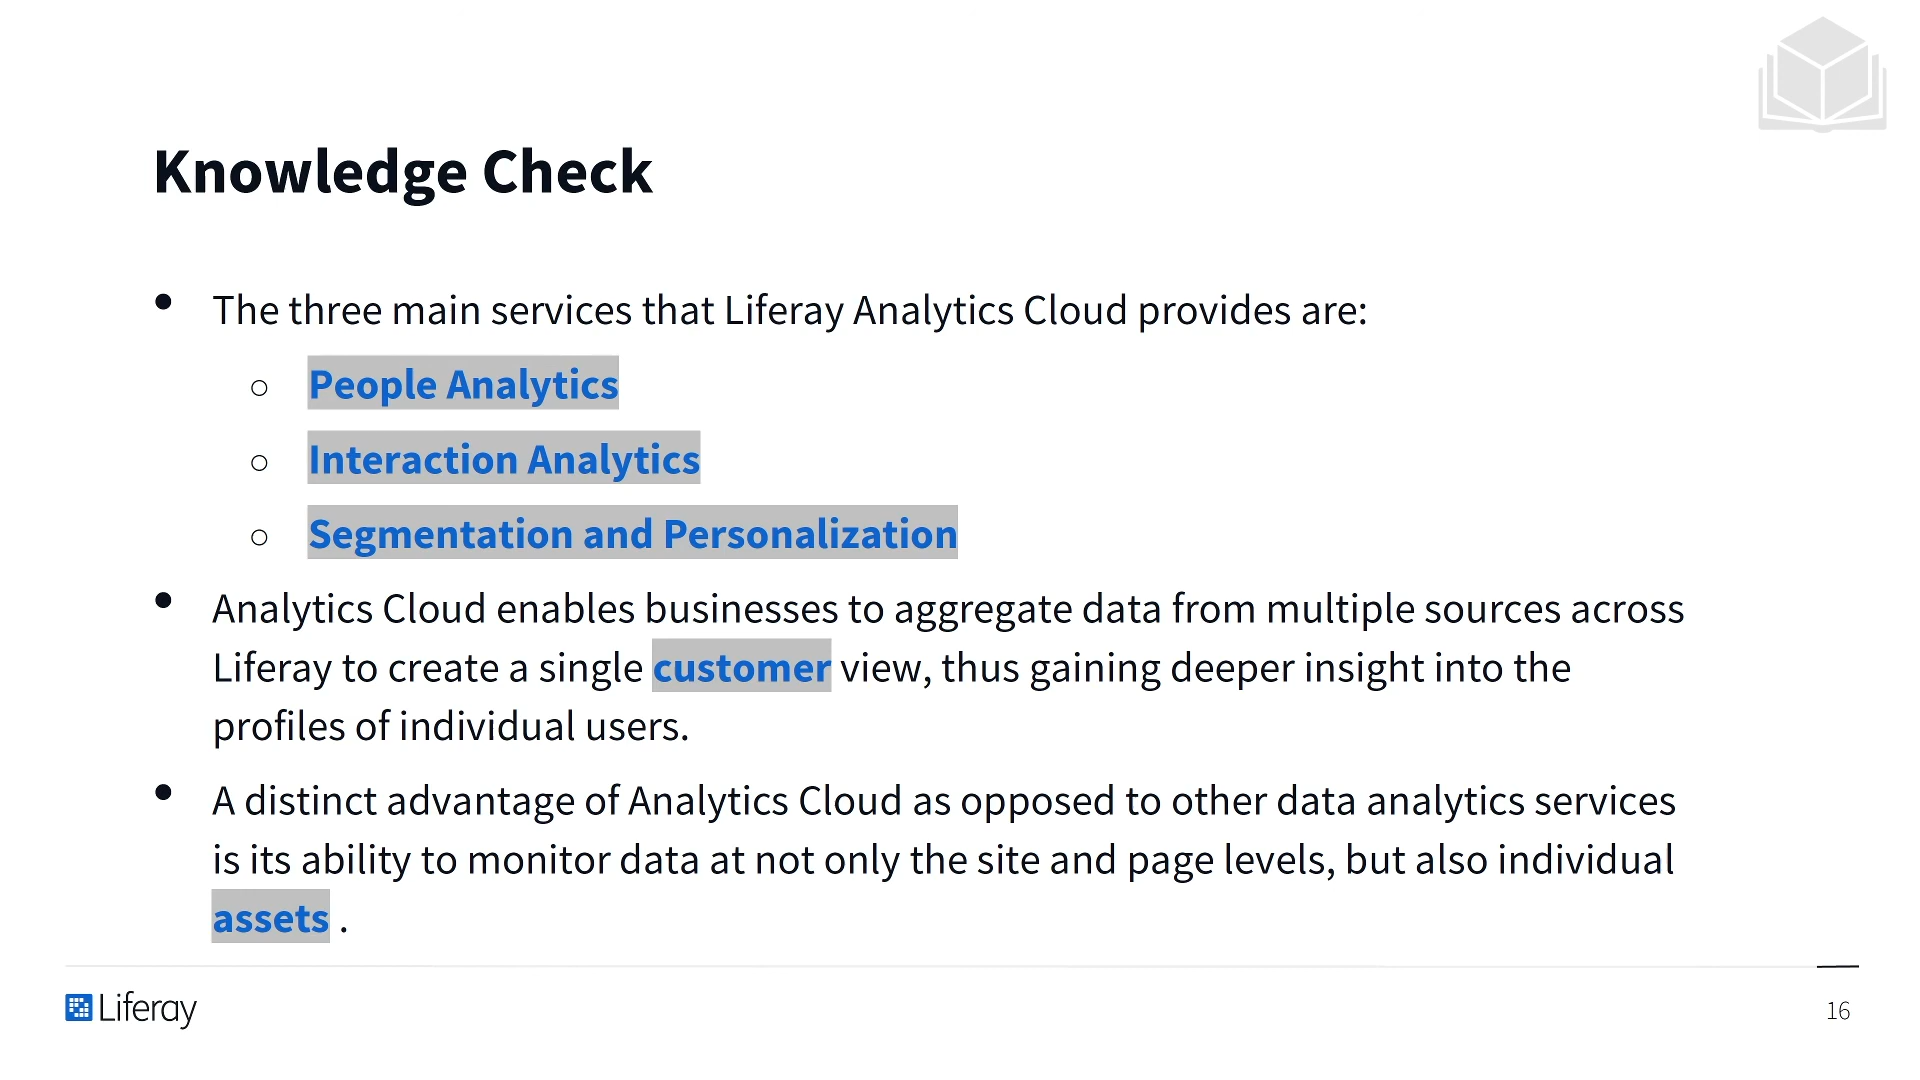 Knowledge Check
• The three main services that Liferay Analytics Cloud provides are:
○ People Analytics
○ Interaction Analytics
○ Segmentation and Personalization
• Analytics Cloud enables businesses to aggregate data from multiple sources across
Liferay to create a single customer view, thus gaining deeper insight into the
profiles of individual users.
• A distinct advantage of Analytics Cloud as opposed to other data analytics services
is its ability to monitor data at not only the site and page levels, but also individual
assets .
Liferay
16